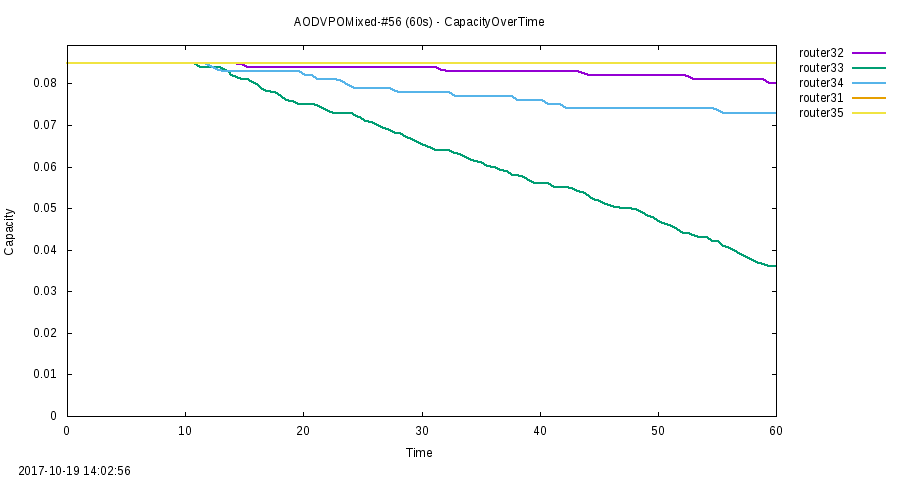 AODVPOMixed-#56 (60s) - CapacityOverTime
router32
router33
router34
router31
router35
0.08
0.07
0.06
0.05
0.04
0.03
0.02
0.01
0
Capacity
0 10 20 30 40 50 60
Time
2017-10-19 14:02:56